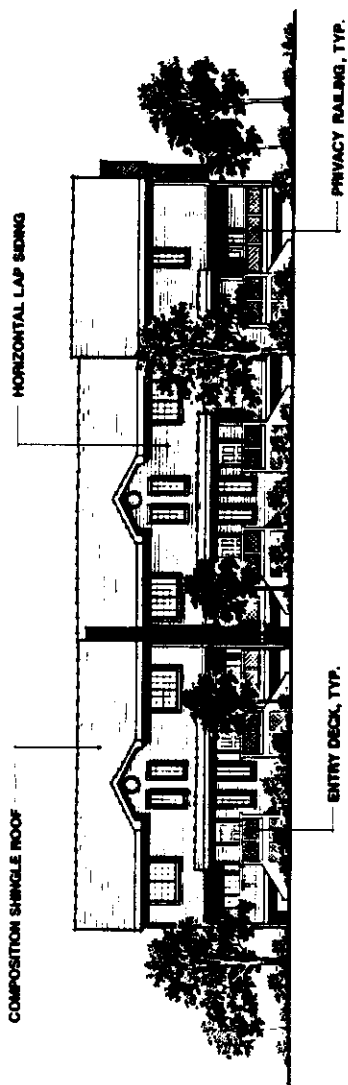 COMPOSITION SHINGLE ROOF
HORIZONTAL LAP SIDING
ENTRY DECK, TYP.
PRIVACY RAILING, TYP.